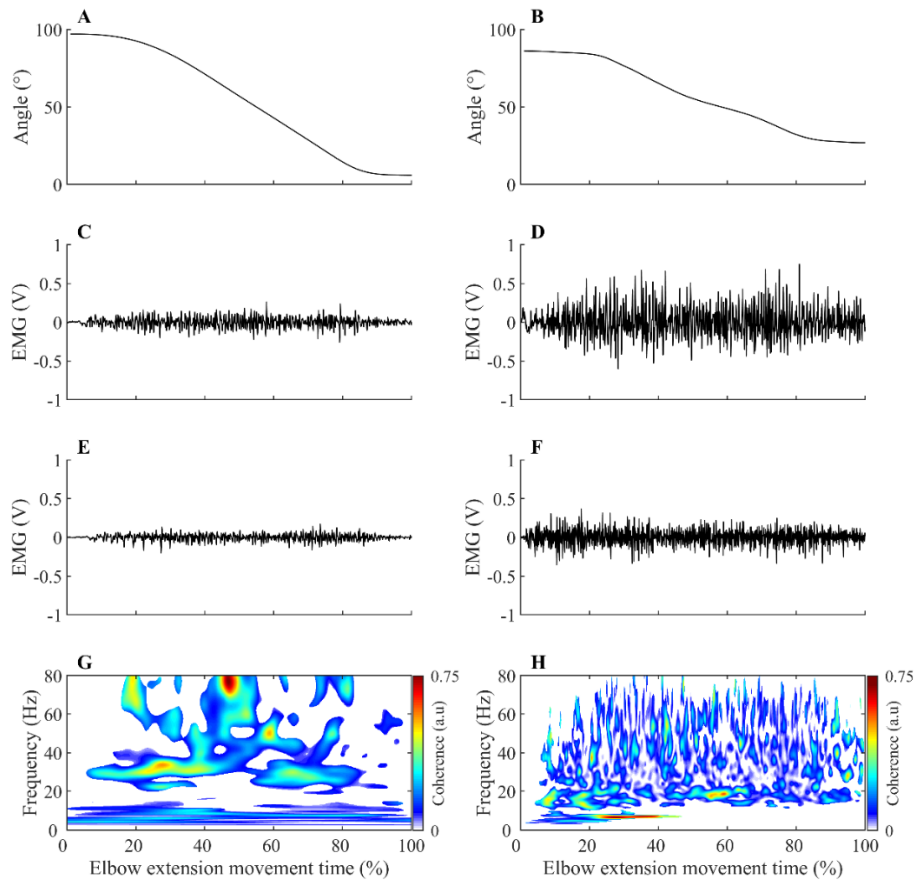 A
B
100
50
0
Angle (°)
100
50
0
Angle (°)
C
D
1
0.5
0
-0.5
-1
EMG (V)
1
0.5
0
-0.5
-1
EMG (V)
E
F
1
0.5
0
-0.5
-1
EMG (V)
1
0.5
0
-0.5
-1
EMG (V)
G
H
80
60
40
20
0
Frequency (Hz)
0.75
0
Coherence (a.u)
80
60
40
20
0
Frequency (Hz)
0.75
0
Coherence (a.u)
0 20 40 60 80 100
0 20 40 60 80 100
Elbow extension movement time (%)
Elbow extension movement time (%)